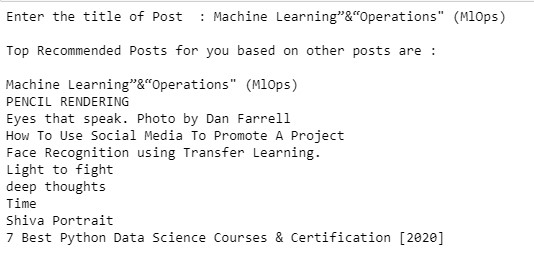 Enter the title of Post : Machine Learning”&“Operations" (MlOps)
Top Recommended Posts for you based on other posts are :
Machine Learning”&“Operations" (MlOps)
PENCIL RENDERING
Eyes that speak. Photo by Dan Farrell
How To Use Social Media To Promote A Project
Face Recognition using Transfer Learning.
Light to fight
deep thoughts
Time
Shiva Portrait
7 Best Python Data Science Courses & Certification [2020]